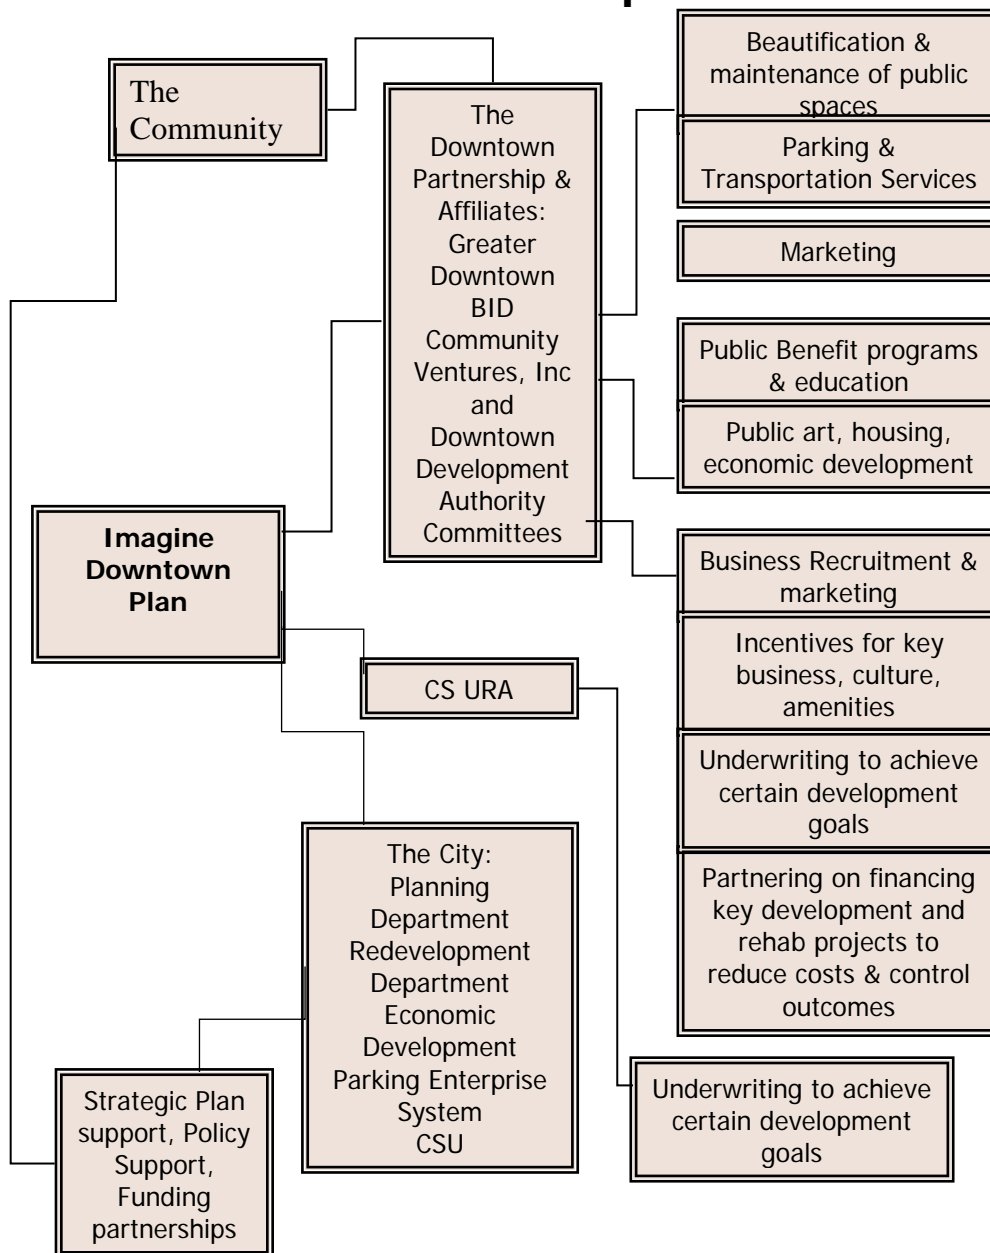 The
Community
The
Downtown
Partnership &
Affiliates:
Greater
Downtown
BID
Community
Ventures, Inc
and
Downtown
Development
Authority
Committees
Beautification &
maintenance of public
spaces
Parking &
Transportation Services
Marketing
Public Benefit programs
& education
Public art, housing,
economic development
Imagine
Downtown
Plan
Business Recruitment &
marketing
Incentives for key
business, culture,
amenities
CS URA
Underwriting to achieve
certain development
goals
The City:
Planning
Department
Redevelopment
Department
Economic
Development
Parking Enterprise
System
CSU
Partnering on financing
key development and
rehab projects to
reduce costs & control
outcomes
Strategic Plan
support, Policy
Support,
Funding
partnerships
Underwriting to achieve
certain development
goals